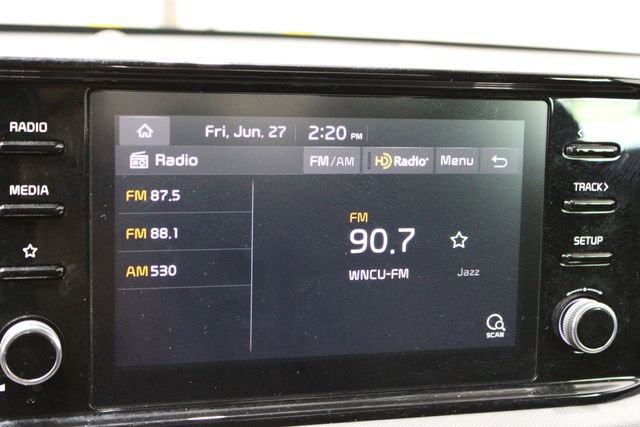 RADIO
MEDIA
Fri, Jun. 27 2:20 PM
Radio FM/AM HD Radio Menu
FM 87.5
FM 88.1
AM 530
FM
90.7
WNCU-FM Jazz
SCAN
TRACK>
SETUP